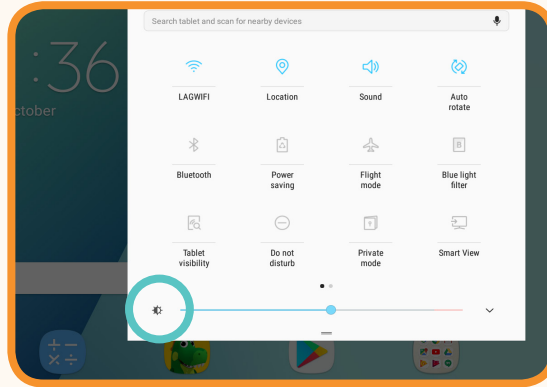 Search tablet and scan for nearby devices
:36
ctober
LAGWIFI
Location
Sound
Auto
rotate
Bluetooth
Power
saving
Flight
mode
B
Blue light
filter
Tablet
visibility
Do not
disturb
Private
mode
Smart View